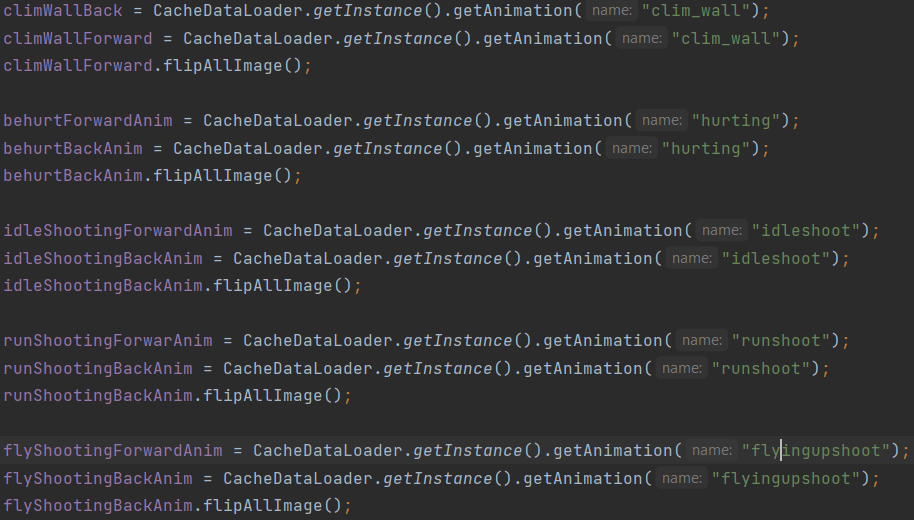 climWallBack = CacheDataLoader.getInstance().getAnimation( name: "clim_wall");
climWallForward = CacheDataLoader.getInstance().getAnimation( name: "clim_wall");
climWallForward.flipAllImage();
behurtForwardAnim = CacheDataLoader.getInstance().getAnimation( name: "hurting");
behurtBackAnim = CacheDataLoader.getInstance().getAnimation( name: "hurting");
behurtBackAnim.flipAllImage();
idleShootingForwardAnim = CacheDataLoader.getInstance().getAnimation( name: "idleshoot");
idleShootingBackAnim = CacheDataLoader.getInstance().getAnimation( name: "idleshoot");
idleShootingBackAnim.flipAllImage();
runShootingForwarAnim = CacheDataLoader.getInstance().getAnimation( name: "runshoot");
runShootingBackAnim = CacheDataLoader.getInstance().getAnimation( name: "runshoot");
runShootingBackAnim.flipAllImage();
flyShootingForwardAnim = CacheDataLoader.getInstance().getAnimation( name: "flyingupshoot");
flyShootingBackAnim = CacheDataLoader.getInstance().getAnimation( name: "flyingupshoot");
flyShootingBackAnim.flipAllImage();